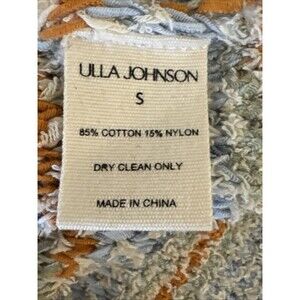 ULLA JOHNSON
S
85% COTTON 15% NYLON
DRY CLEAN ONLY
MADE IN CHINA